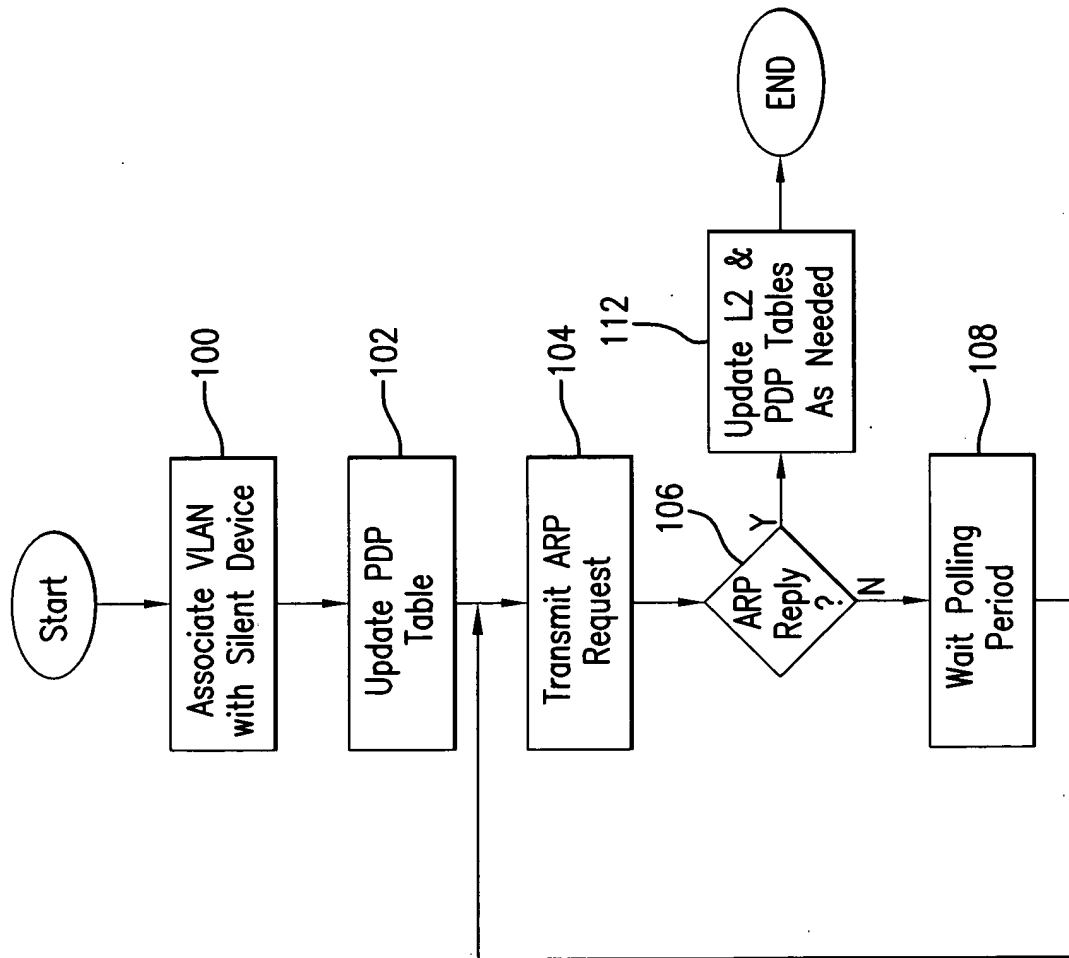 Start
Associate VLAN
with Silent Device
100
Update PDP
Table
102
Transmit ARP
Request
104
ARP
Reply
?
106
Y
N
Update L2 &
PDP Tables
As Needed
112
END
Wait Polling
Period
108